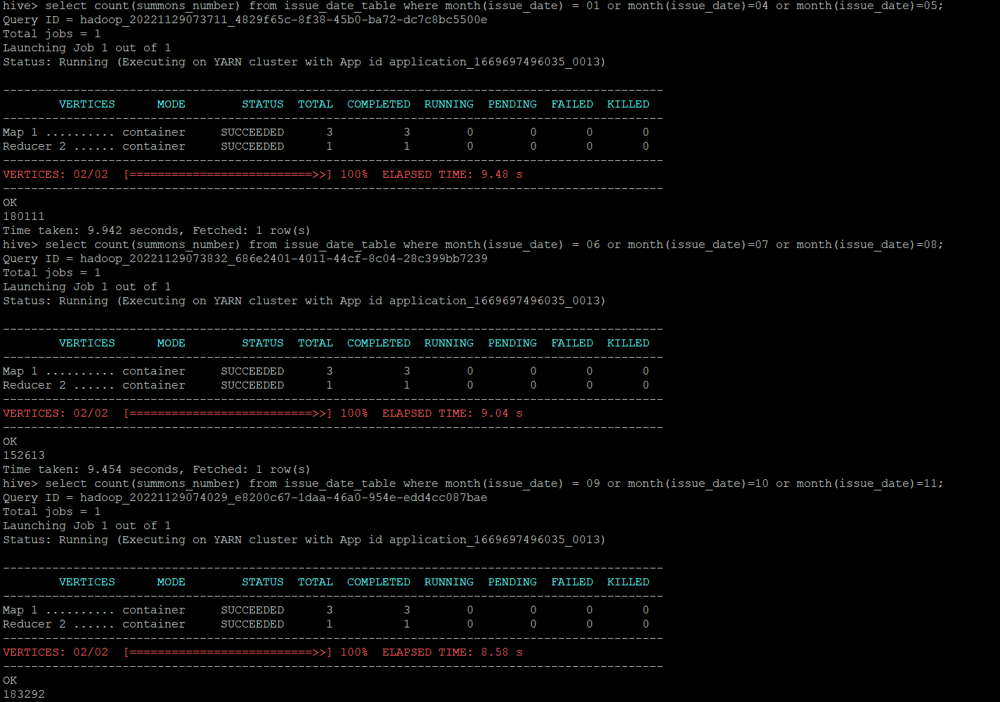 hive> select count(summons_number) from issue_date_table where month(issue_date) = 01 or month(issue_date)=04 or month(issue_date)=05;
Query ID = hadoop_20221129073711_4829f65c-8f38-45b0-ba72-dc7c8bc5500e
Total jobs = 1
Launching Job 1 out of 1
Status: Running (Executing on YARN cluster with App id application_1669697496035_0013)
----------------------------------------------------------------------------------------------
        VERTICES      MODE        STATUS  TOTAL  COMPLETED  RUNNING  PENDING  FAILED  KILLED
----------------------------------------------------------------------------------------------
Map 1 .......... container     SUCCEEDED      3          3        0        0       0       0
Reducer 2 ...... container     SUCCEEDED      1          1        0        0       0       0
----------------------------------------------------------------------------------------------
VERTICES: 02/02  [==========================>>] 100%  ELAPSED TIME: 9.48 s
----------------------------------------------------------------------------------------------
OK
180111
Time taken: 9.942 seconds, Fetched: 1 row(s)
hive> select count(summons_number) from issue_date_table where month(issue_date) = 06 or month(issue_date)=07 or month(issue_date)=08;
Query ID = hadoop_20221129073832_686e2401-4011-44cf-8c04-28c399bb7239
Total jobs = 1
Launching Job 1 out of 1
Status: Running (Executing on YARN cluster with App id application_1669697496035_0013)
----------------------------------------------------------------------------------------------
        VERTICES      MODE        STATUS  TOTAL  COMPLETED  RUNNING  PENDING  FAILED  KILLED
----------------------------------------------------------------------------------------------
Map 1 .......... container     SUCCEEDED      3          3        0        0       0       0
Reducer 2 ...... container     SUCCEEDED      1          1        0        0       0       0
----------------------------------------------------------------------------------------------
VERTICES: 02/02  [==========================>>] 100%  ELAPSED TIME: 9.04 s
----------------------------------------------------------------------------------------------
OK
152613
Time taken: 9.454 seconds, Fetched: 1 row(s)
hive> select count(summons_number) from issue_date_table where month(issue_date) = 09 or month(issue_date)=10 or month(issue_date)=11;
Query ID = hadoop_20221129074029_e8200c67-1daa-46a0-954e-edd4cc087bae
Total jobs = 1
Launching Job 1 out of 1
Status: Running (Executing on YARN cluster with App id application_1669697496035_0013)
----------------------------------------------------------------------------------------------
        VERTICES      MODE        STATUS  TOTAL  COMPLETED  RUNNING  PENDING  FAILED  KILLED
----------------------------------------------------------------------------------------------
Map 1 .......... container     SUCCEEDED      3          3        0        0       0       0
Reducer 2 ...... container     SUCCEEDED      1          1        0        0       0       0
----------------------------------------------------------------------------------------------
VERTICES: 02/02  [==========================>>] 100%  ELAPSED TIME: 8.58 s
----------------------------------------------------------------------------------------------
OK
183292